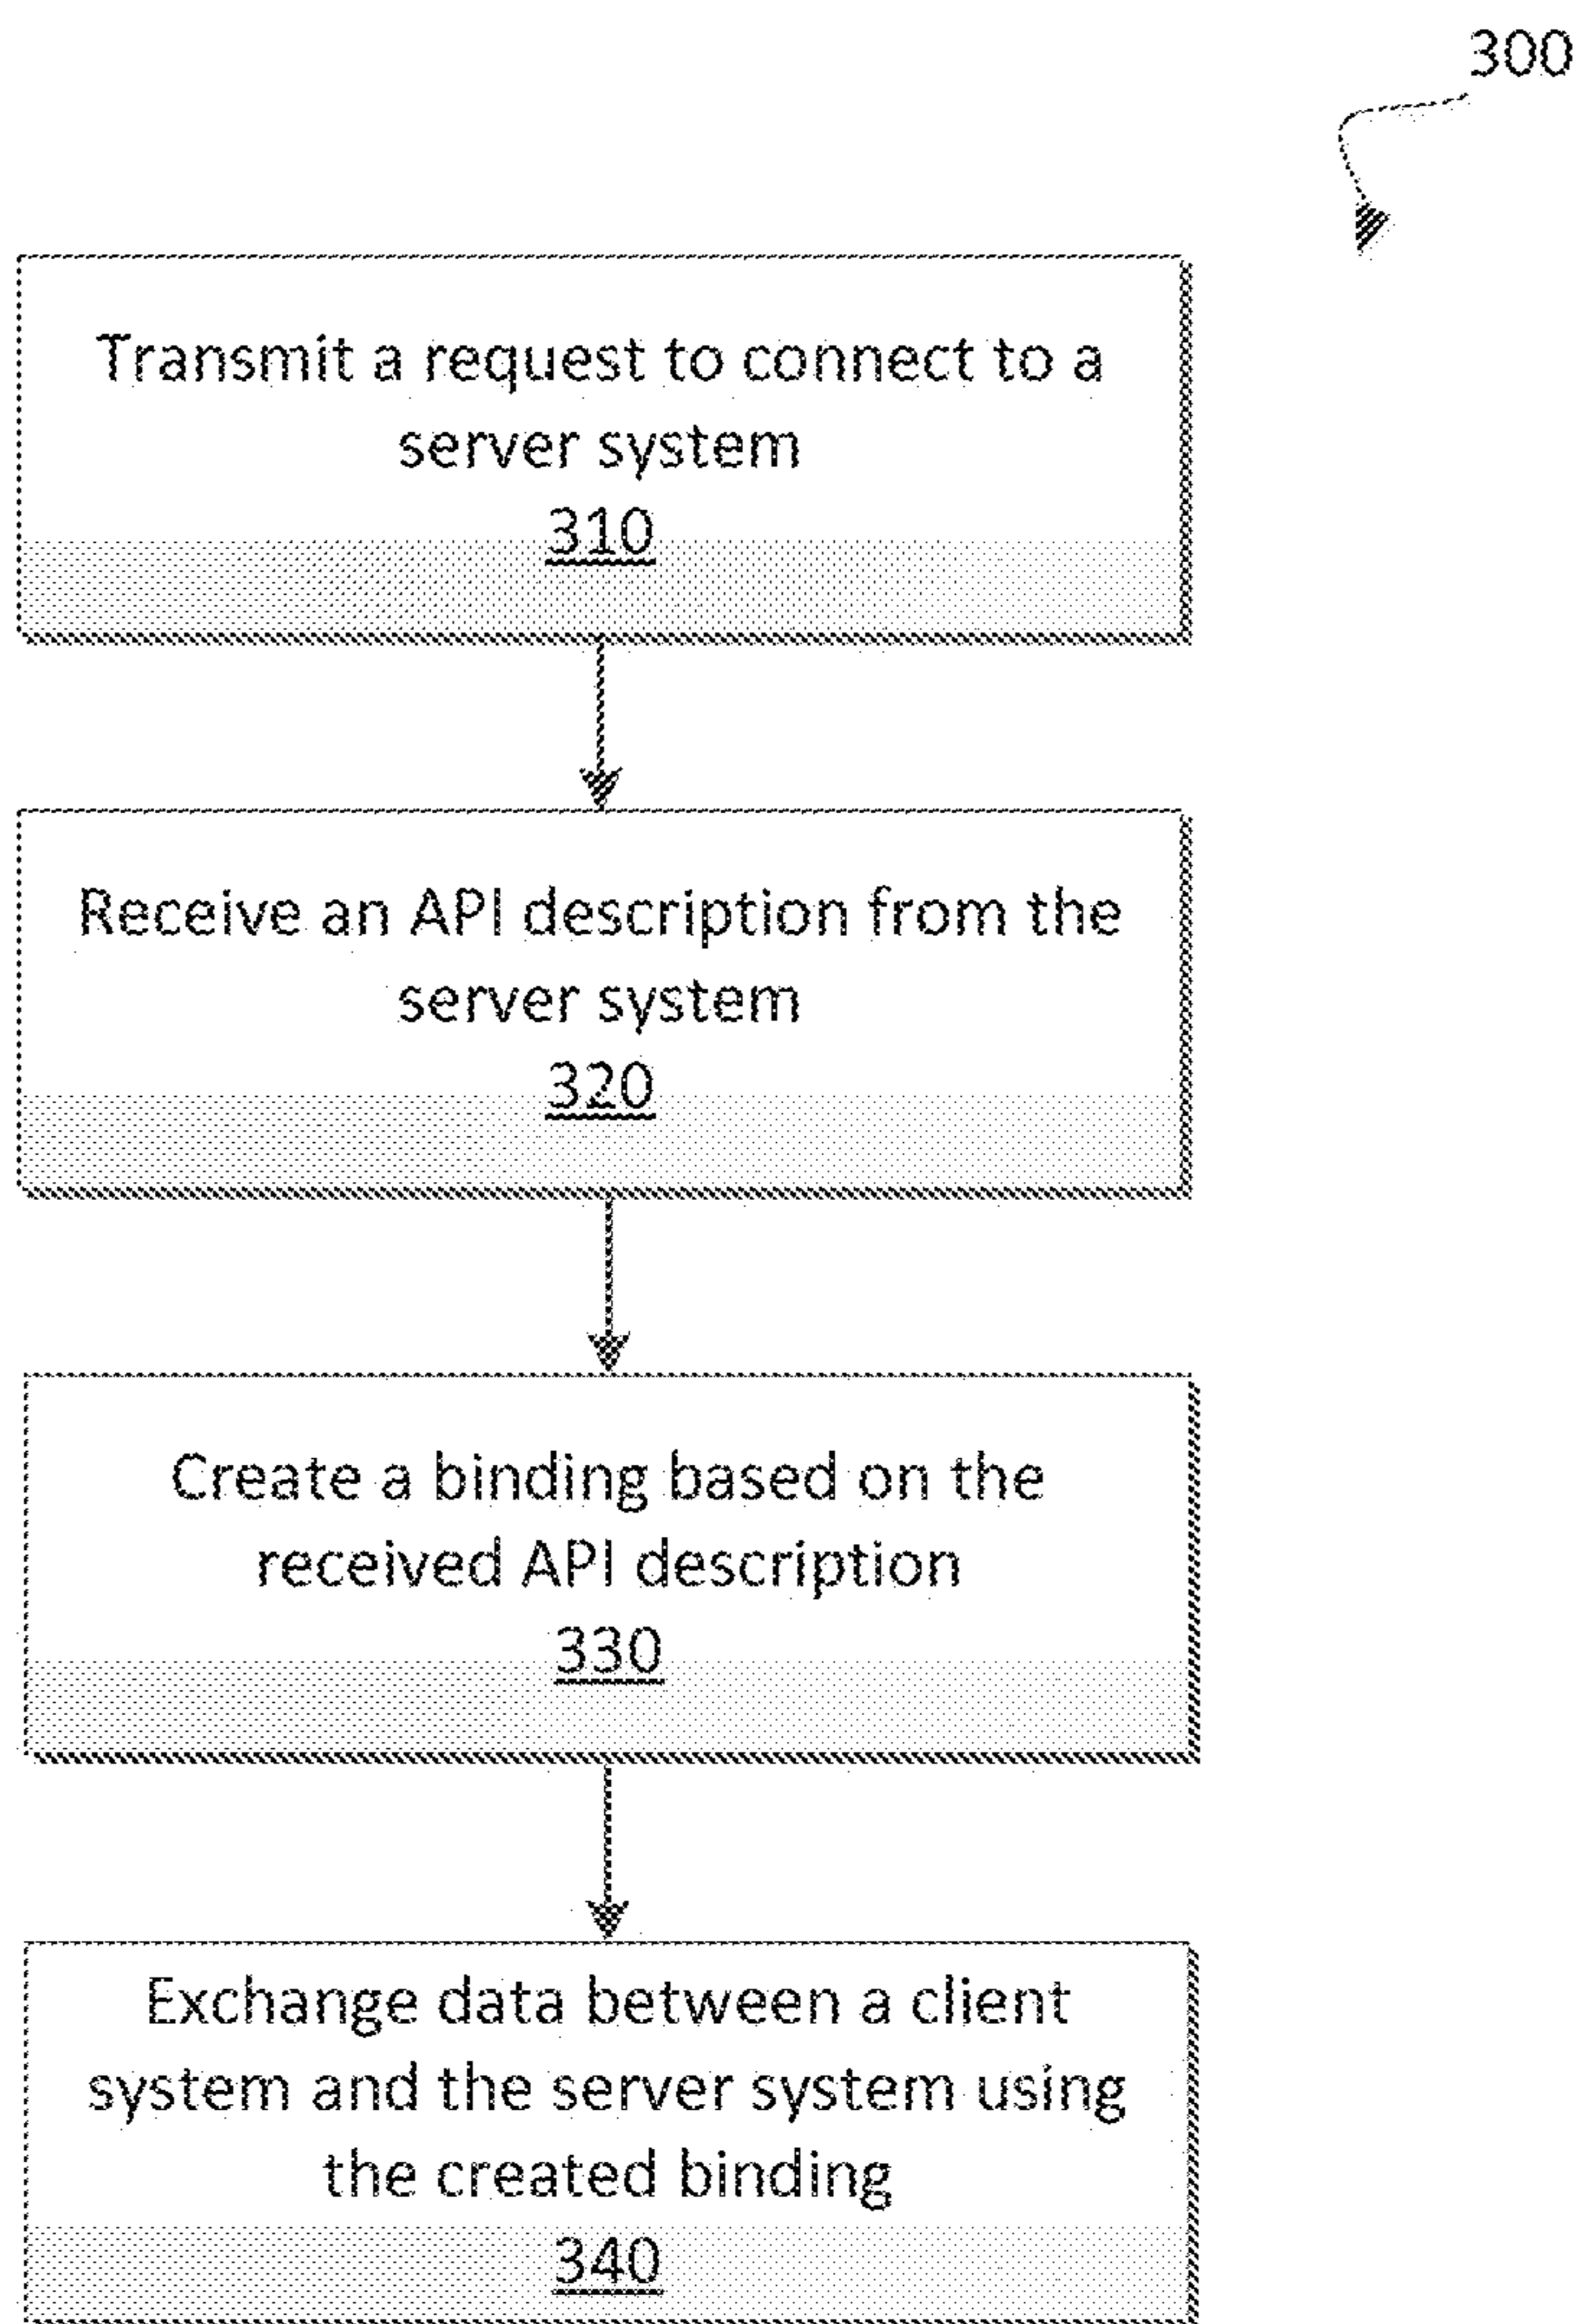 300
Transmit a request to connect to a
server system
310
Receive an API description from the
server system
320
Create a binding based on the
received API description
330
Exchange data between a client
system and the server system using
the created binding
340